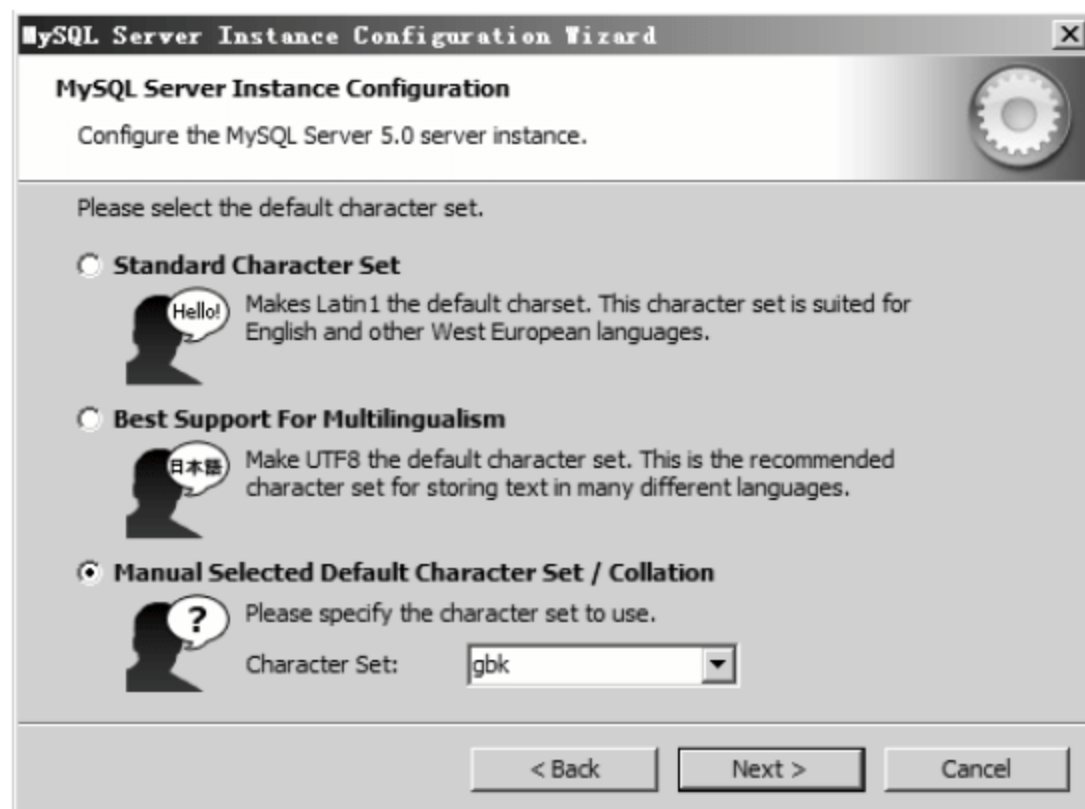 MySQL Server Instance Configuration Wizard
MySQL Server Instance Configuration
Configure the MySQL Server 5.0 server instance.
Please select the default character set.
Standard Character Set
Hello!
Makes Latin1 the default charset. This character set is suited for
English and other West European languages.
Best Support For Multilingualism
日本語
Make UTF8 the default character set. This is the recommended
character set for storing text in many different languages.
Manual Selected Default Character Set / Collation
?
Please specify the character set to use.
Character Set: gbk
< Back Next > Cancel